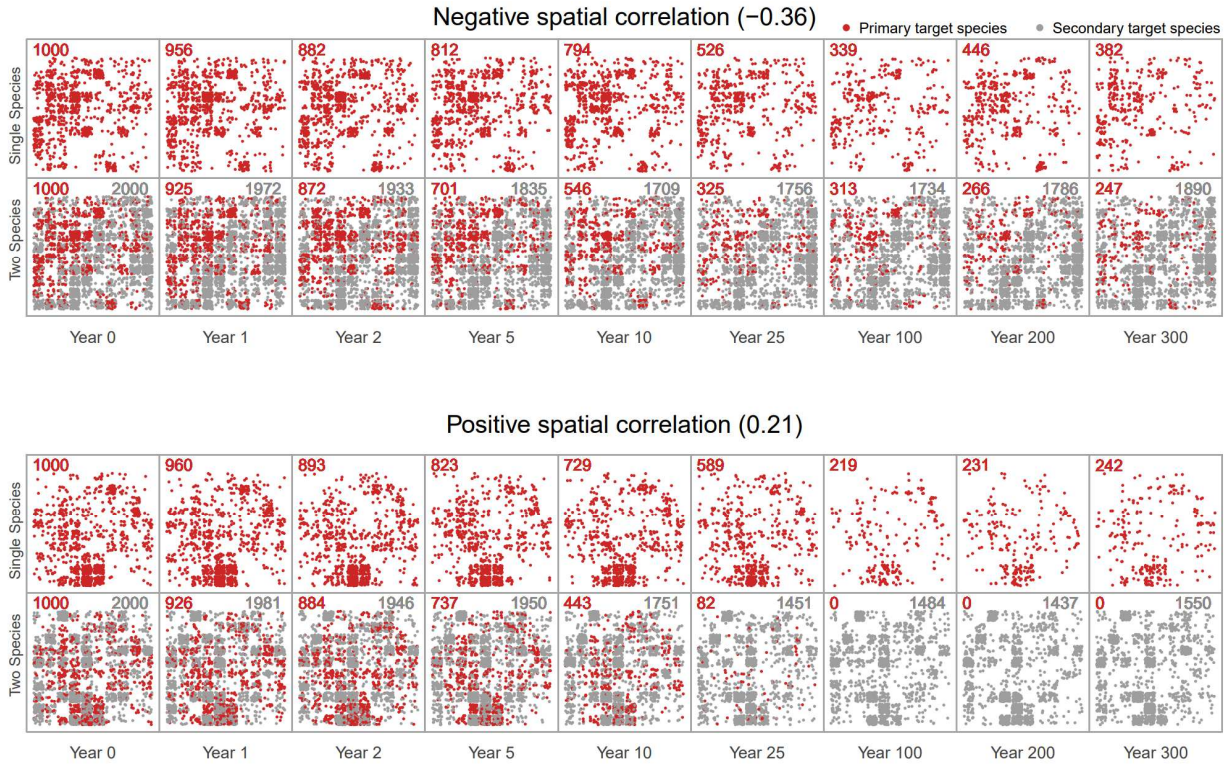 Negative spatial correlation (−0.36)
Primary target species Secondary target species
Single Species
1000 956 882 812 794 526 339 446 382
Two Species
1000 2000 925 1972 872 1933 701 1835 546 1709 325 1756 313 1734 266 1786 247 1890
Year 0 Year 1 Year 2 Year 5 Year 10 Year 25 Year 100 Year 200 Year 300
Positive spatial correlation (0.21)
Single Species
1000 960 893 823 729 589 219 231 242
Two Species
1000 2000 926 1981 884 1946 737 1950 443 1751 82 1451 0 1484 0 1437 0 1550
Year 0 Year 1 Year 2 Year 5 Year 10 Year 25 Year 100 Year 200 Year 300